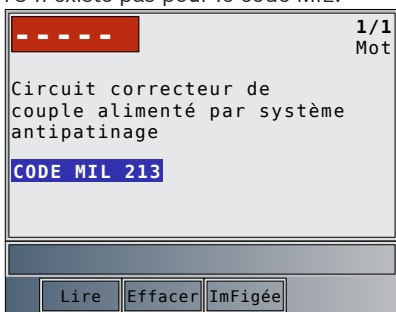 - - - - -
1/1
Mot
Circuit correcteur de
couple alimenté par système
antipatinage
CODE MIL 213
Lire Effacer ImFigée